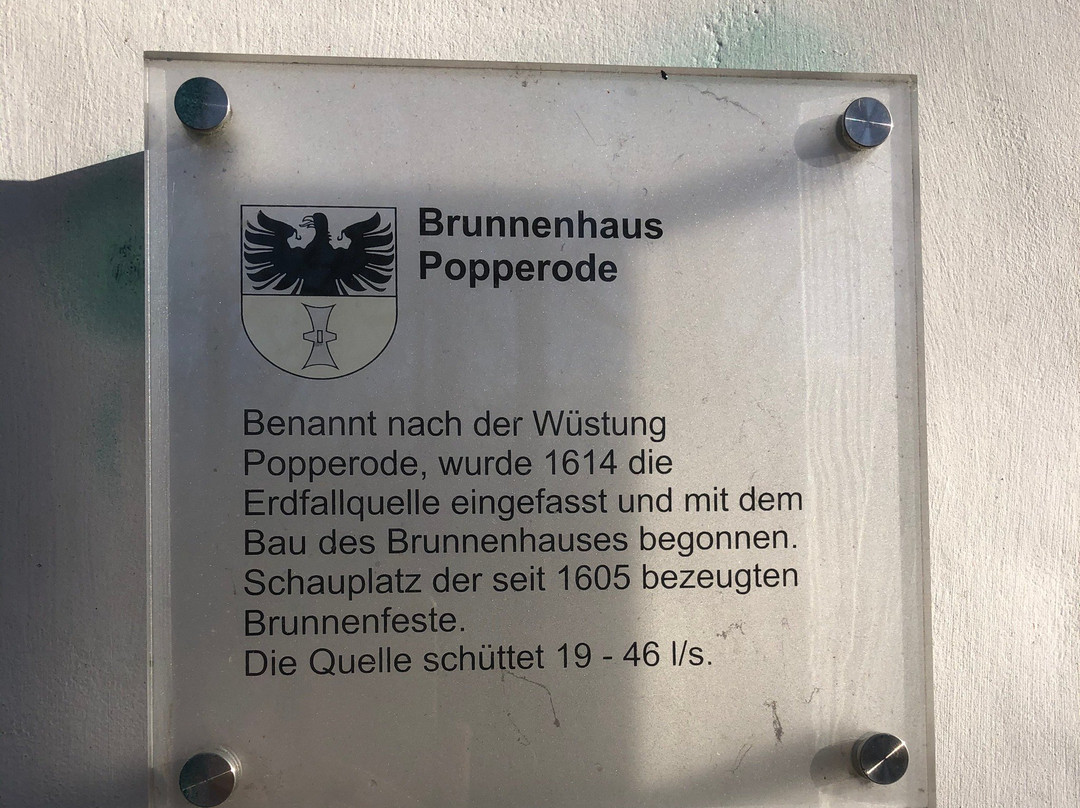 Brunnenhaus
Popperode
Benannt nach der Wüstung
Popperode, wurde 1614 die
Erdfallquelle eingefasst und mit dem
Bau des Brunnenhauses begonnen.
Schauplatz der seit 1605 bezeugten
Brunnenfeste.
Die Quelle schüttet 19 - 46 l/s.